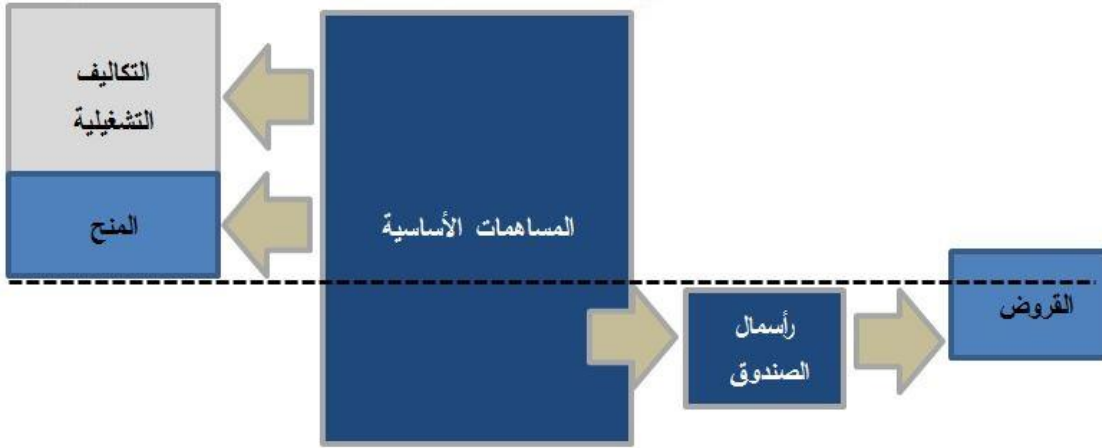 التكاليف
التشغيلية
المنح
المساهمات الأساسية
رأسمال
الصندوق
القروض